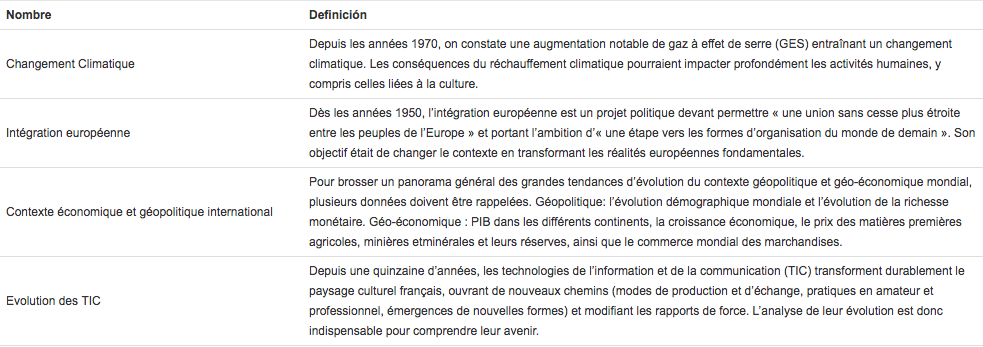 Nombre
Definición
Changement Climatique
Depuis les années 1970, on constate une augmentation notable de gaz à effet de serre (GES) entraînant un changement
climatique. Les conséquences du réchauffement climatique pourraient impacter profondément les activités humaines, y
compris celles liées à la culture.
Intégration européenne
Dès les années 1950, l’intégration européenne est un projet politique devant permettre « une union sans cesse plus étroite
entre les peuples de l’Europe » et portant l’ambition d’« une étape vers les formes d’organisation du monde de demain ». Son
objectif était de changer le contexte en transformant les réalités européennes fondamentales.
Contexte économique et géopolitique international
Pour brosser un panorama général des grandes tendances d’évolution du contexte géopolitique et géo-économique mondial,
plusieurs données doivent être rappelées. Géopolitique: l’évolution démographique mondiale et l’évolution de la richesse
monétaire. Géo-économique : PIB dans les différents continents, la croissance économique, le prix des matières premières
agricoles, minières etminérales et leurs réserves, ainsi que le commerce mondial des marchandises.
Evolution des TIC
Depuis une quinzaine d’années, les technologies de l’information et de la communication (TIC) transforment durablement le
paysage culturel français, ouvrant de nouveaux chemins (modes de production et d’échange, pratiques en amateur et
professionnel, émergences de nouvelles formes) et modifiant les rapports de force. L’analyse de leur évolution est donc
indispensable pour comprendre leur avenir.